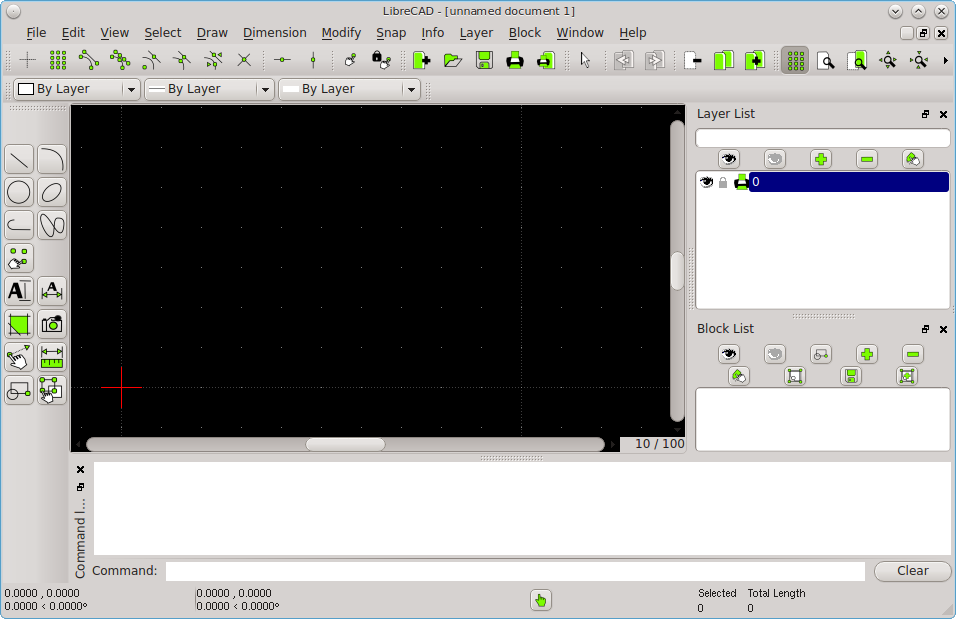 LibreCAD - [unnamed document 1]
File Edit View Select Draw Dimension Modify Snap Info Layer Block Window Help
By Layer By Layer By Layer
Layer List
0
A
A
10 / 100
Block List
Command l...
Command: Clear
0.0000 , 0.0000 0.0000 , 0.0000 Selected Total Length
0.0000 < 0.0000° 0.0000 < 0.0000° 0 0